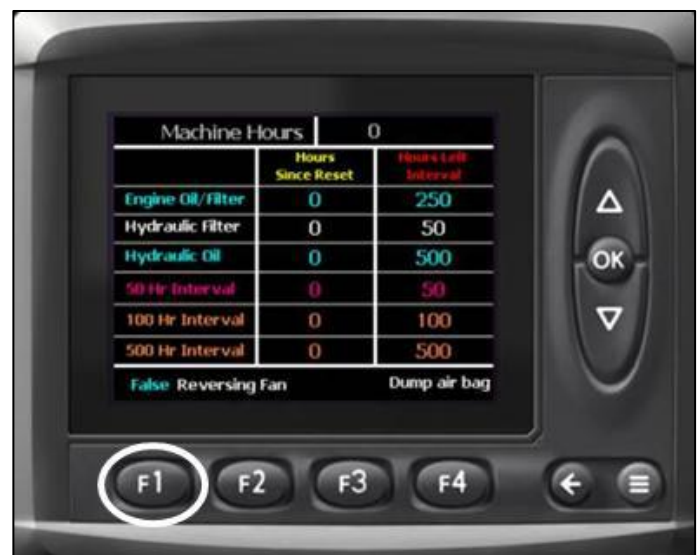 Machine Hours 0
Hours Since Reset Hours Left Interval
Engine Oil/Filter 0 250
Hydraulic Filter 0 50
Hydraulic Oil 0 500
50 Hr Interval 0 50
100 Hr Interval 0 100
500 Hr Interval 0 500
False Reversing Fan Dump air bag
OK
F1 F2 F3 F4